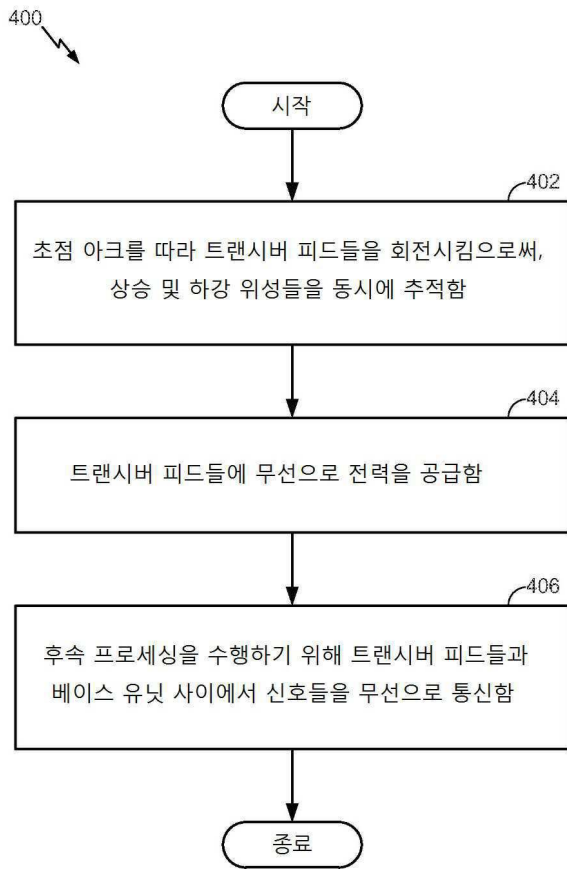 400
시작
402
초점 아크를 따라 트랜시버 피드들을 회전시킴으로써,
상승 및 하강 위성들을 동시에 추적함
404
트랜시버 피드들에 무선으로 전력을 공급함
406
후속 프로세싱을 수행하기 위해 트랜시버 피드들과
베이스 유닛 사이에서 신호들을 무선으로 통신함
종료